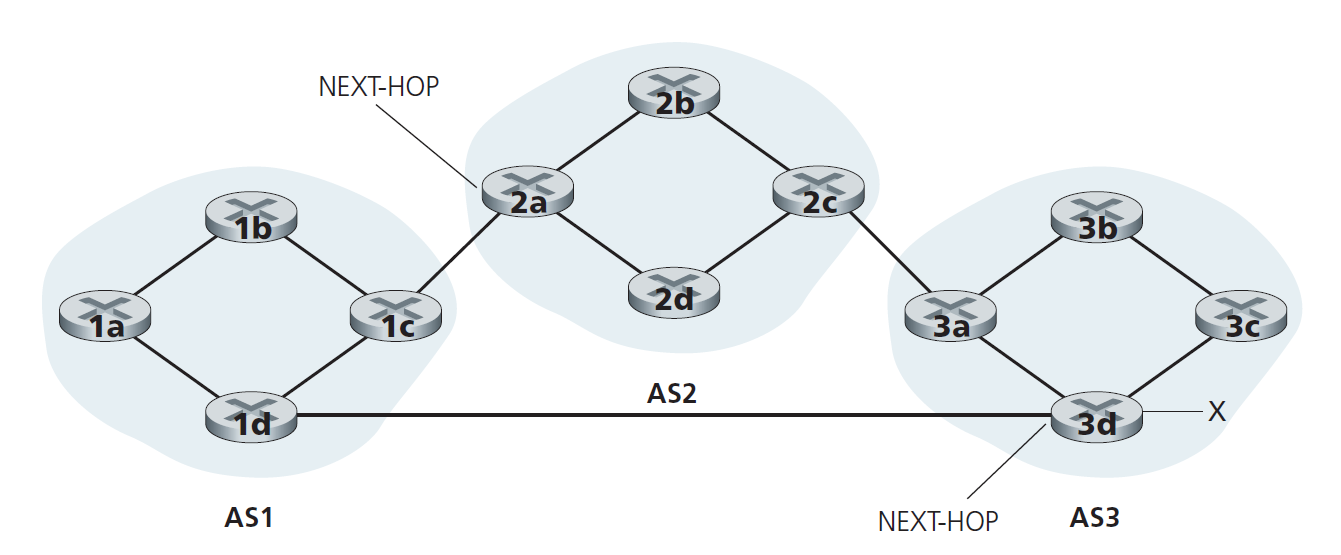 NEXT-HOP
2b
2a
2c
1b
3b
2d
1a
1c
3a
3c
AS2
1d
3d
X
AS1
NEXT-HOP
AS3